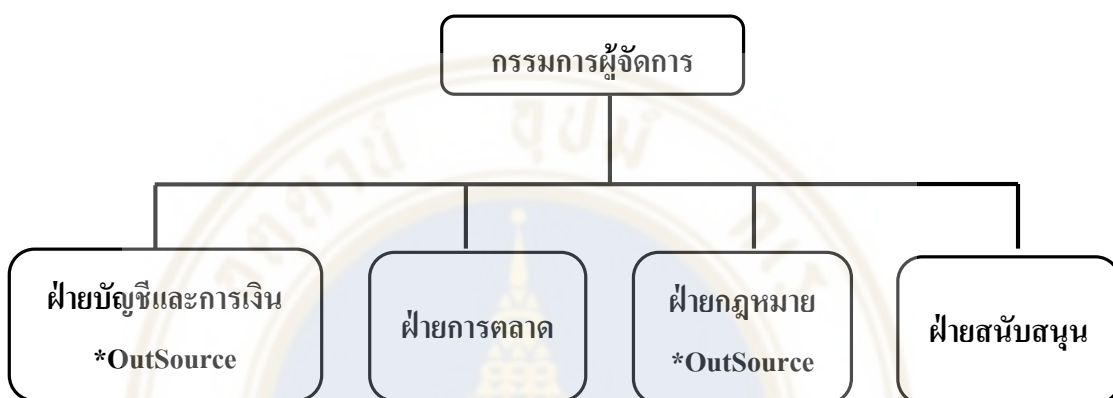 กรรมการผู้จัดการ
ฝ่ายบัญชีและการเงิน
*OutSource
ฝ่ายการตลาด
ฝ่ายกฎหมาย
*OutSource
ฝ่ายสนับสนุน